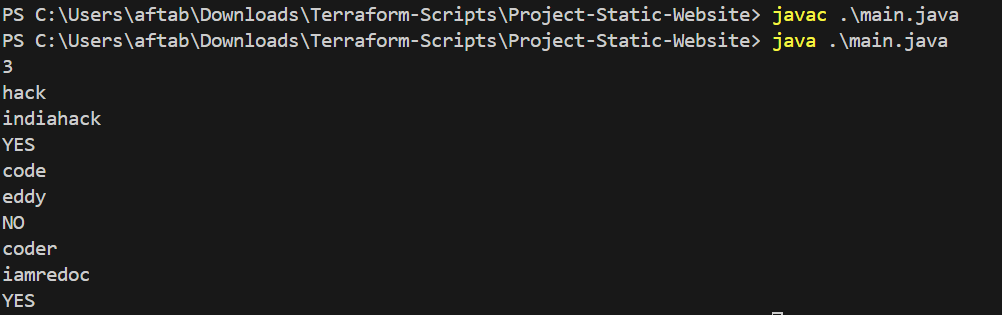 PS C:\Users\aftab\Downloads\Terraform-Scripts\Project-Static-Website> javac .\main.java
PS C:\Users\aftab\Downloads\Terraform-Scripts\Project-Static-Website> java .\main.java
3
hack
indiahack
YES
code
eddy
NO
coder
iamredoc
YES